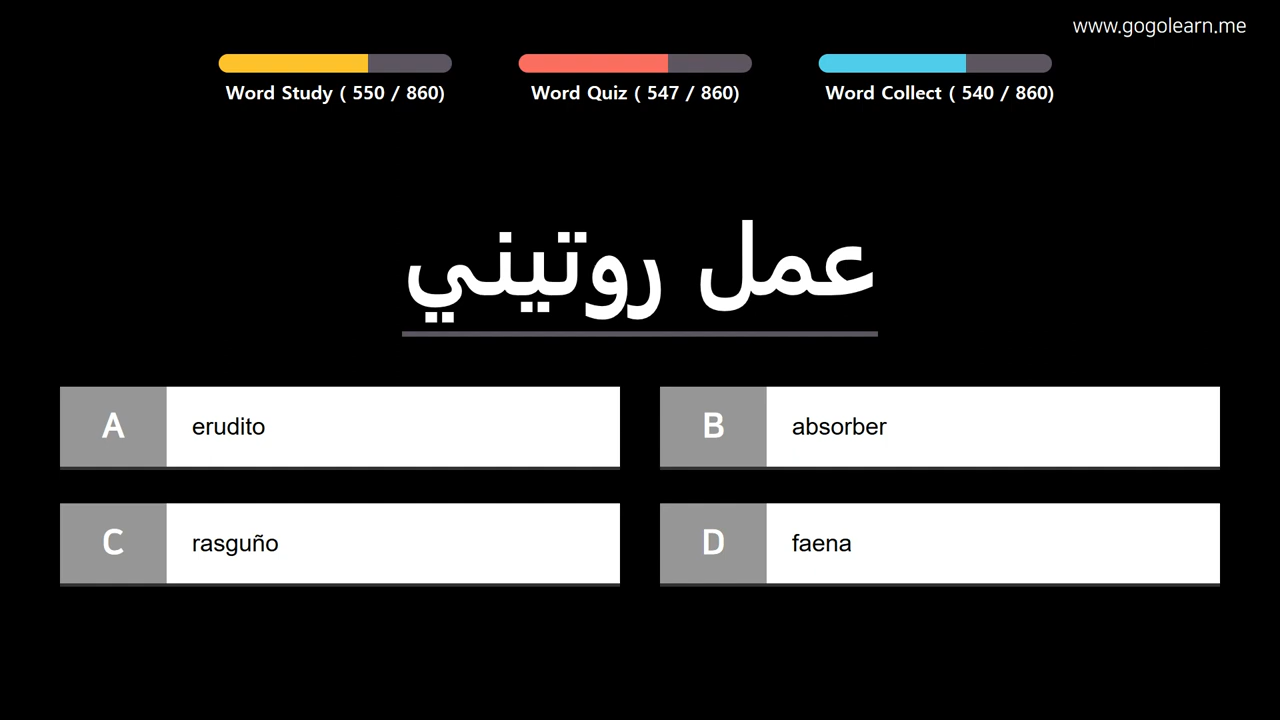 www.gogolearn.me
Word Study ( 550 / 860)
Word Quiz ( 547 / 860)
Word Collect ( 540 / 860)
عمل روتيني
A erudito
B absorber
C rasguño
D faena